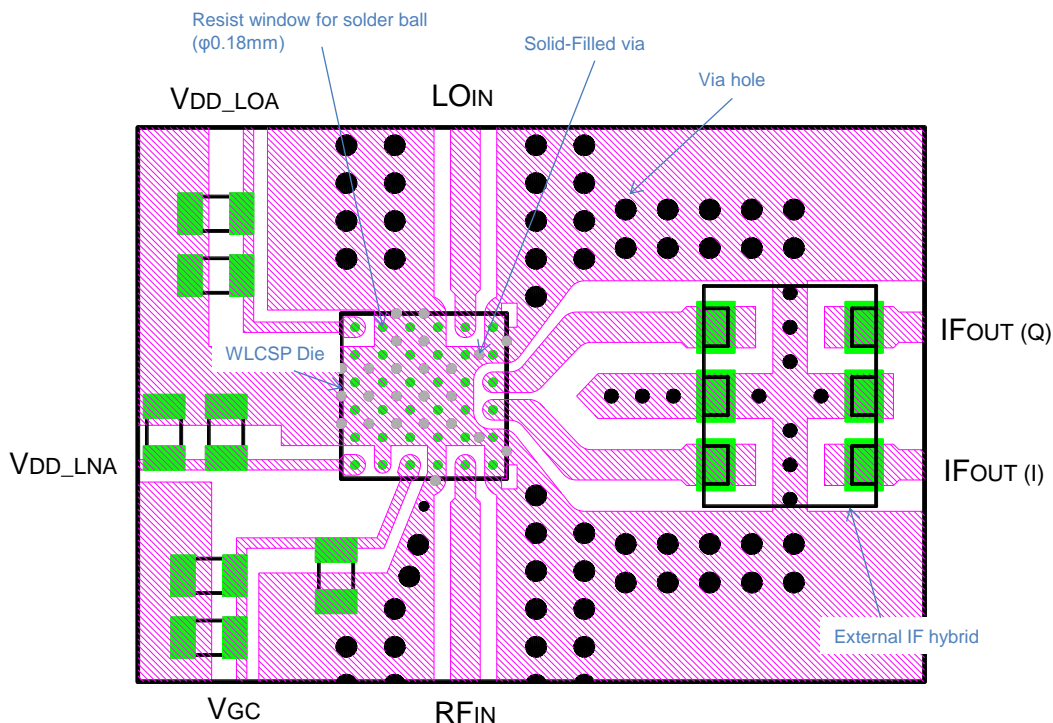 Resist window for solder ball
(φ0.18mm)
Solid-Filled via
Via hole
VDD_LOA
LOIN
WLCSP Die
IFOUT (Q)
VDD_LNA
IFOUT (I)
External IF hybrid
VGC
RFIN